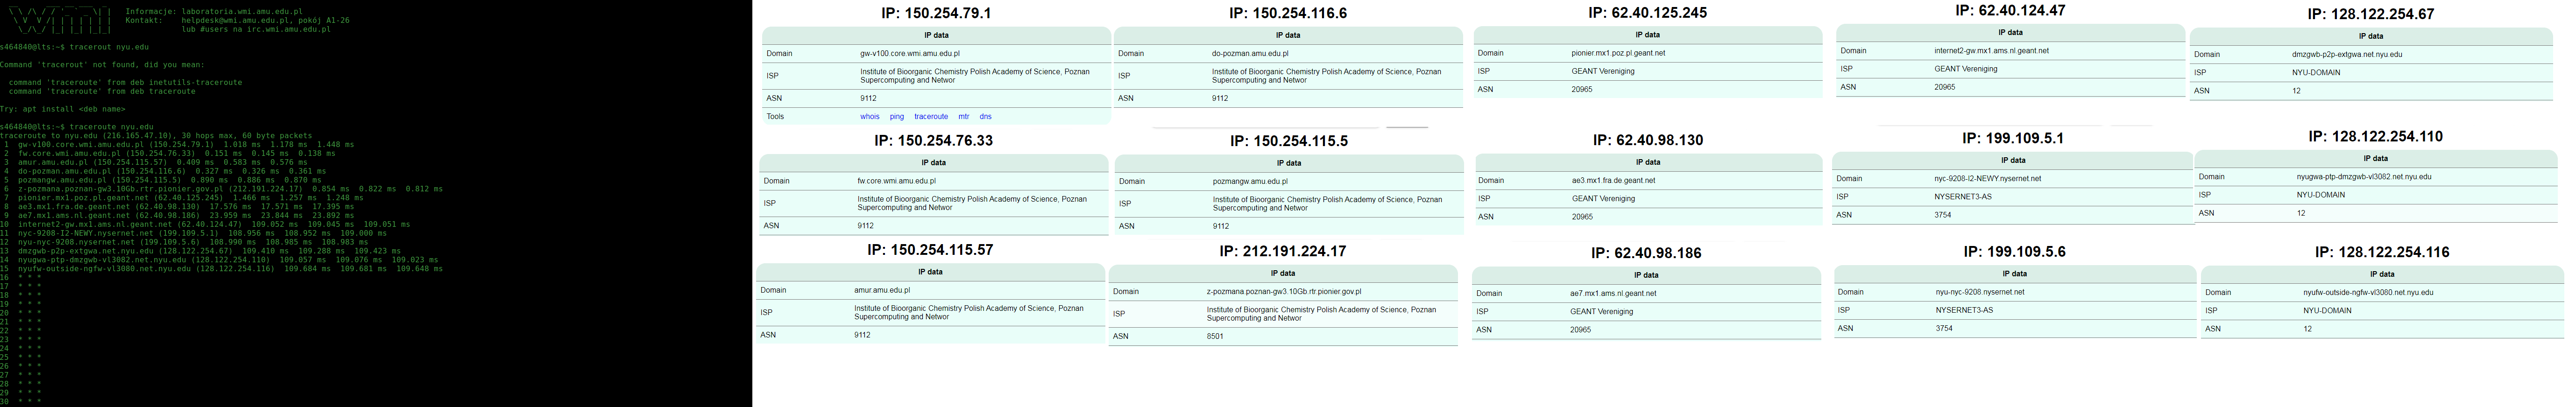 Informacje: laboratoria.wmi.amu.edu.pl
Kontakt: helpdesk@wmi.amu.edu.pl, pokój A1-26
lub #users na irc.wmi.amu.edu.pl
s464840@lts:~$ tracerout nyu.edu
Command 'tracerout' not found, did you mean:
command 'traceroute' from deb inetutils-traceroute
command 'traceroute' from deb traceroute
Try: apt install <deb name>
s464840@lts:~$ traceroute nyu.edu
traceroute to nyu.edu (216.165.47.10), 30 hops max, 60 byte packets
1 gw-v100.core.wmi.amu.edu.pl (150.254.79.1) 1.018 ms 1.178 ms 1.448 ms
2 fw.core.wmi.amu.edu.pl (150.254.76.33) 0.151 ms 0.145 ms 0.138 ms
3 amur.amu.edu.pl (150.254.115.57) 0.409 ms 0.583 ms 0.576 ms
4 do-pozman.amu.edu.pl (150.254.116.6) 0.327 ms 0.326 ms 0.361 ms
5 pozmangw.amu.edu.pl (150.254.115.5) 0.890 ms 0.886 ms 0.870 ms
6 z-pozmana.poznan-gw3.10Gb.rtr.pionier.gov.pl (212.191.224.17) 0.854 ms 0.822 ms 0.812 ms
7 pionier.mx1.poz.pl.geant.net (62.40.125.245) 1.466 ms 1.257 ms 1.248 ms
8 ae3.mx1.fra.de.geant.net (62.40.98.130) 17.576 ms 17.571 ms 17.395 ms
9 ae7.mx1.ams.nl.geant.net (62.40.98.186) 23.959 ms 23.844 ms 23.892 ms
10 internet2-gw.mx1.ams.nl.geant.net (62.40.124.47) 109.052 ms 109.045 ms 109.051 ms
11 nyc-9208-I2-NEWY.nysernet.net (199.109.5.1) 108.956 ms 108.952 ms 109.000 ms
12 nyu-nyc-9208.nysernet.net (199.109.5.6) 108.990 ms 108.985 ms 108.983 ms
13 dmzgwb-p2p-extgwa.net.nyu.edu (128.122.254.67) 109.410 ms 109.288 ms 109.423 ms
14 nyugwa-ptp-dmzgwb-vl3082.net.nyu.edu (128.122.254.110) 109.057 ms 109.076 ms 109.023 ms
15 nyufw-outside-ngfw-vl3080.net.nyu.edu (128.122.254.116) 109.684 ms 109.681 ms 109.648 ms
16 * * *
17 * * *
18 * * *
19 * * *
20 * * *
21 * * *
22 * * *
23 * * *
24 * * *
25 * * *
26 * * *
27 * * *
28 * * *
29 * * *
30 * * *
IP: 150.254.79.1
IP data
Domain gw-v100.core.wmi.amu.edu.pl
ISP Institute of Bioorganic Chemistry Polish Academy of Science, Poznan
Supercomputing and Networ
ASN 9112
Tools whois ping traceroute mtr dns
IP: 150.254.116.6
IP data
Domain do-pozman.amu.edu.pl
ISP Institute of Bioorganic Chemistry Polish Academy of Science, Poznan
Supercomputing and Networ
ASN 9112
IP: 62.40.125.245
IP data
Domain pionier.mx1.poz.pl.geant.net
ISP GEANT Vereniging
ASN 20965
IP: 62.40.124.47
IP data
Domain internet2-gw.mx1.ams.nl.geant.net
ISP GEANT Vereniging
ASN 20965
IP: 128.122.254.67
IP data
Domain dmzgwb-p2p-extgwa.net.nyu.edu
ISP NYU-DOMAIN
ASN 12
IP: 150.254.76.33
IP data
Domain fw.core.wmi.amu.edu.pl
ISP Institute of Bioorganic Chemistry Polish Academy of Science, Poznan
Supercomputing and Networ
ASN 9112
IP: 150.254.115.5
IP data
Domain pozmangw.amu.edu.pl
ISP Institute of Bioorganic Chemistry Polish Academy of Science, Poznan
Supercomputing and Networ
ASN 9112
IP: 62.40.98.130
IP data
Domain ae3.mx1.fra.de.geant.net
ISP GEANT Vereniging
ASN 20965
IP: 199.109.5.1
IP data
Domain nyc-9208-I2-NEWY.nysernet.net
ISP NYSERNET3-AS
ASN 3754
IP: 128.122.254.110
IP data
Domain nyugwa-ptp-dmzgwb-vl3082.net.nyu.edu
ISP NYU-DOMAIN
ASN 12
IP: 150.254.115.57
IP data
Domain amur.amu.edu.pl
ISP Institute of Bioorganic Chemistry Polish Academy of Science, Poznan
Supercomputing and Networ
ASN 9112
IP: 212.191.224.17
IP data
Domain z-pozmana.poznan-gw3.10Gb.rtr.pionier.gov.pl
ISP Institute of Bioorganic Chemistry Polish Academy of Science, Poznan
Supercomputing and Networ
ASN 8501
IP: 62.40.98.186
IP data
Domain ae7.mx1.ams.nl.geant.net
ISP GEANT Vereniging
ASN 20965
IP: 199.109.5.6
IP data
Domain nyu-nyc-9208.nysernet.net
ISP NYSERNET3-AS
ASN 3754
IP: 128.122.254.116
IP data
Domain nyufw-outside-ngfw-vl3080.net.nyu.edu
ISP NYU-DOMAIN
ASN 12